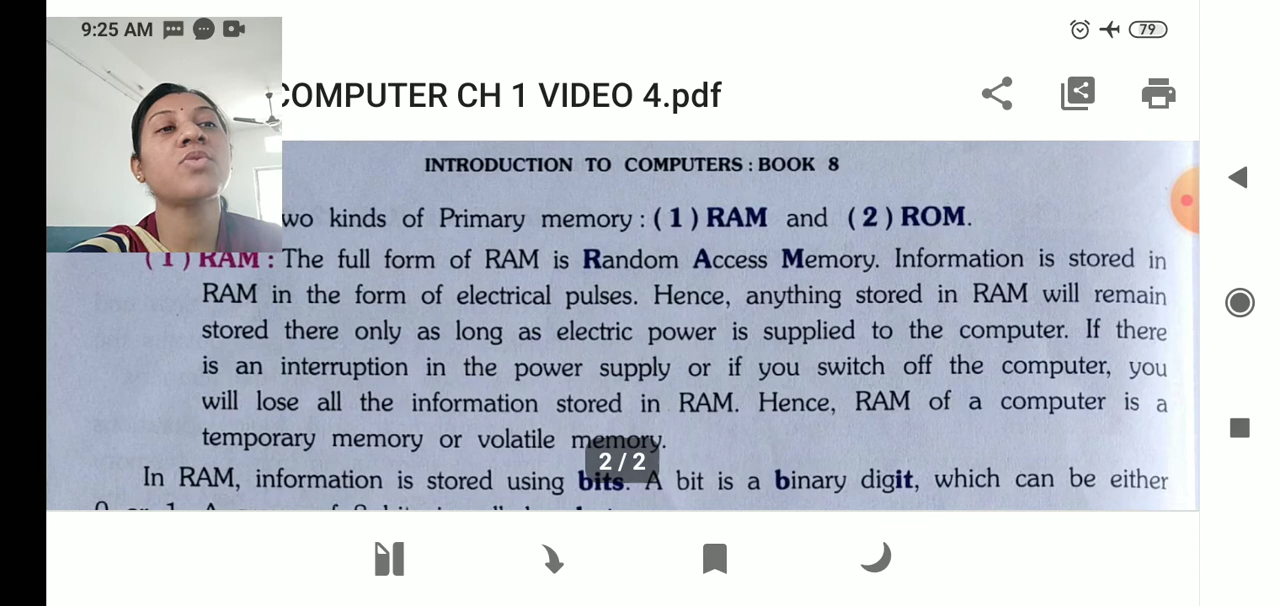 9:25 AM
79
COMPUTER CH 1 VIDEO 4.pdf
INTRODUCTION TO COMPUTERS : BOOK 8
wo kinds of Primary memory : ( 1 ) RAM and ( 2 ) ROM.
( 1 ) RAM : The full form of RAM is Random Access Memory. Information is stored in
RAM in the form of electrical pulses. Hence, anything stored in RAM will remain
stored there only as long as electric power is supplied to the computer. If there
is an interruption in the power supply or if you switch off the computer, you
will lose all the information stored in RAM. Hence, RAM of a computer is a
temporary memory or volatile memory.
2 / 2
In RAM, information is stored using bits. A bit is a binary digit, which can be either